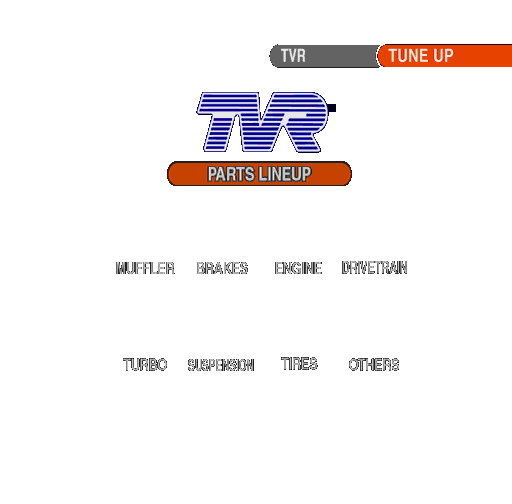 TVR TUNE UP
TVR
PARTS LINEUP
MUFFLER BRAKES ENGINE DRIVETRAIN
TURBO SUSPENSION TIRES OTHERS